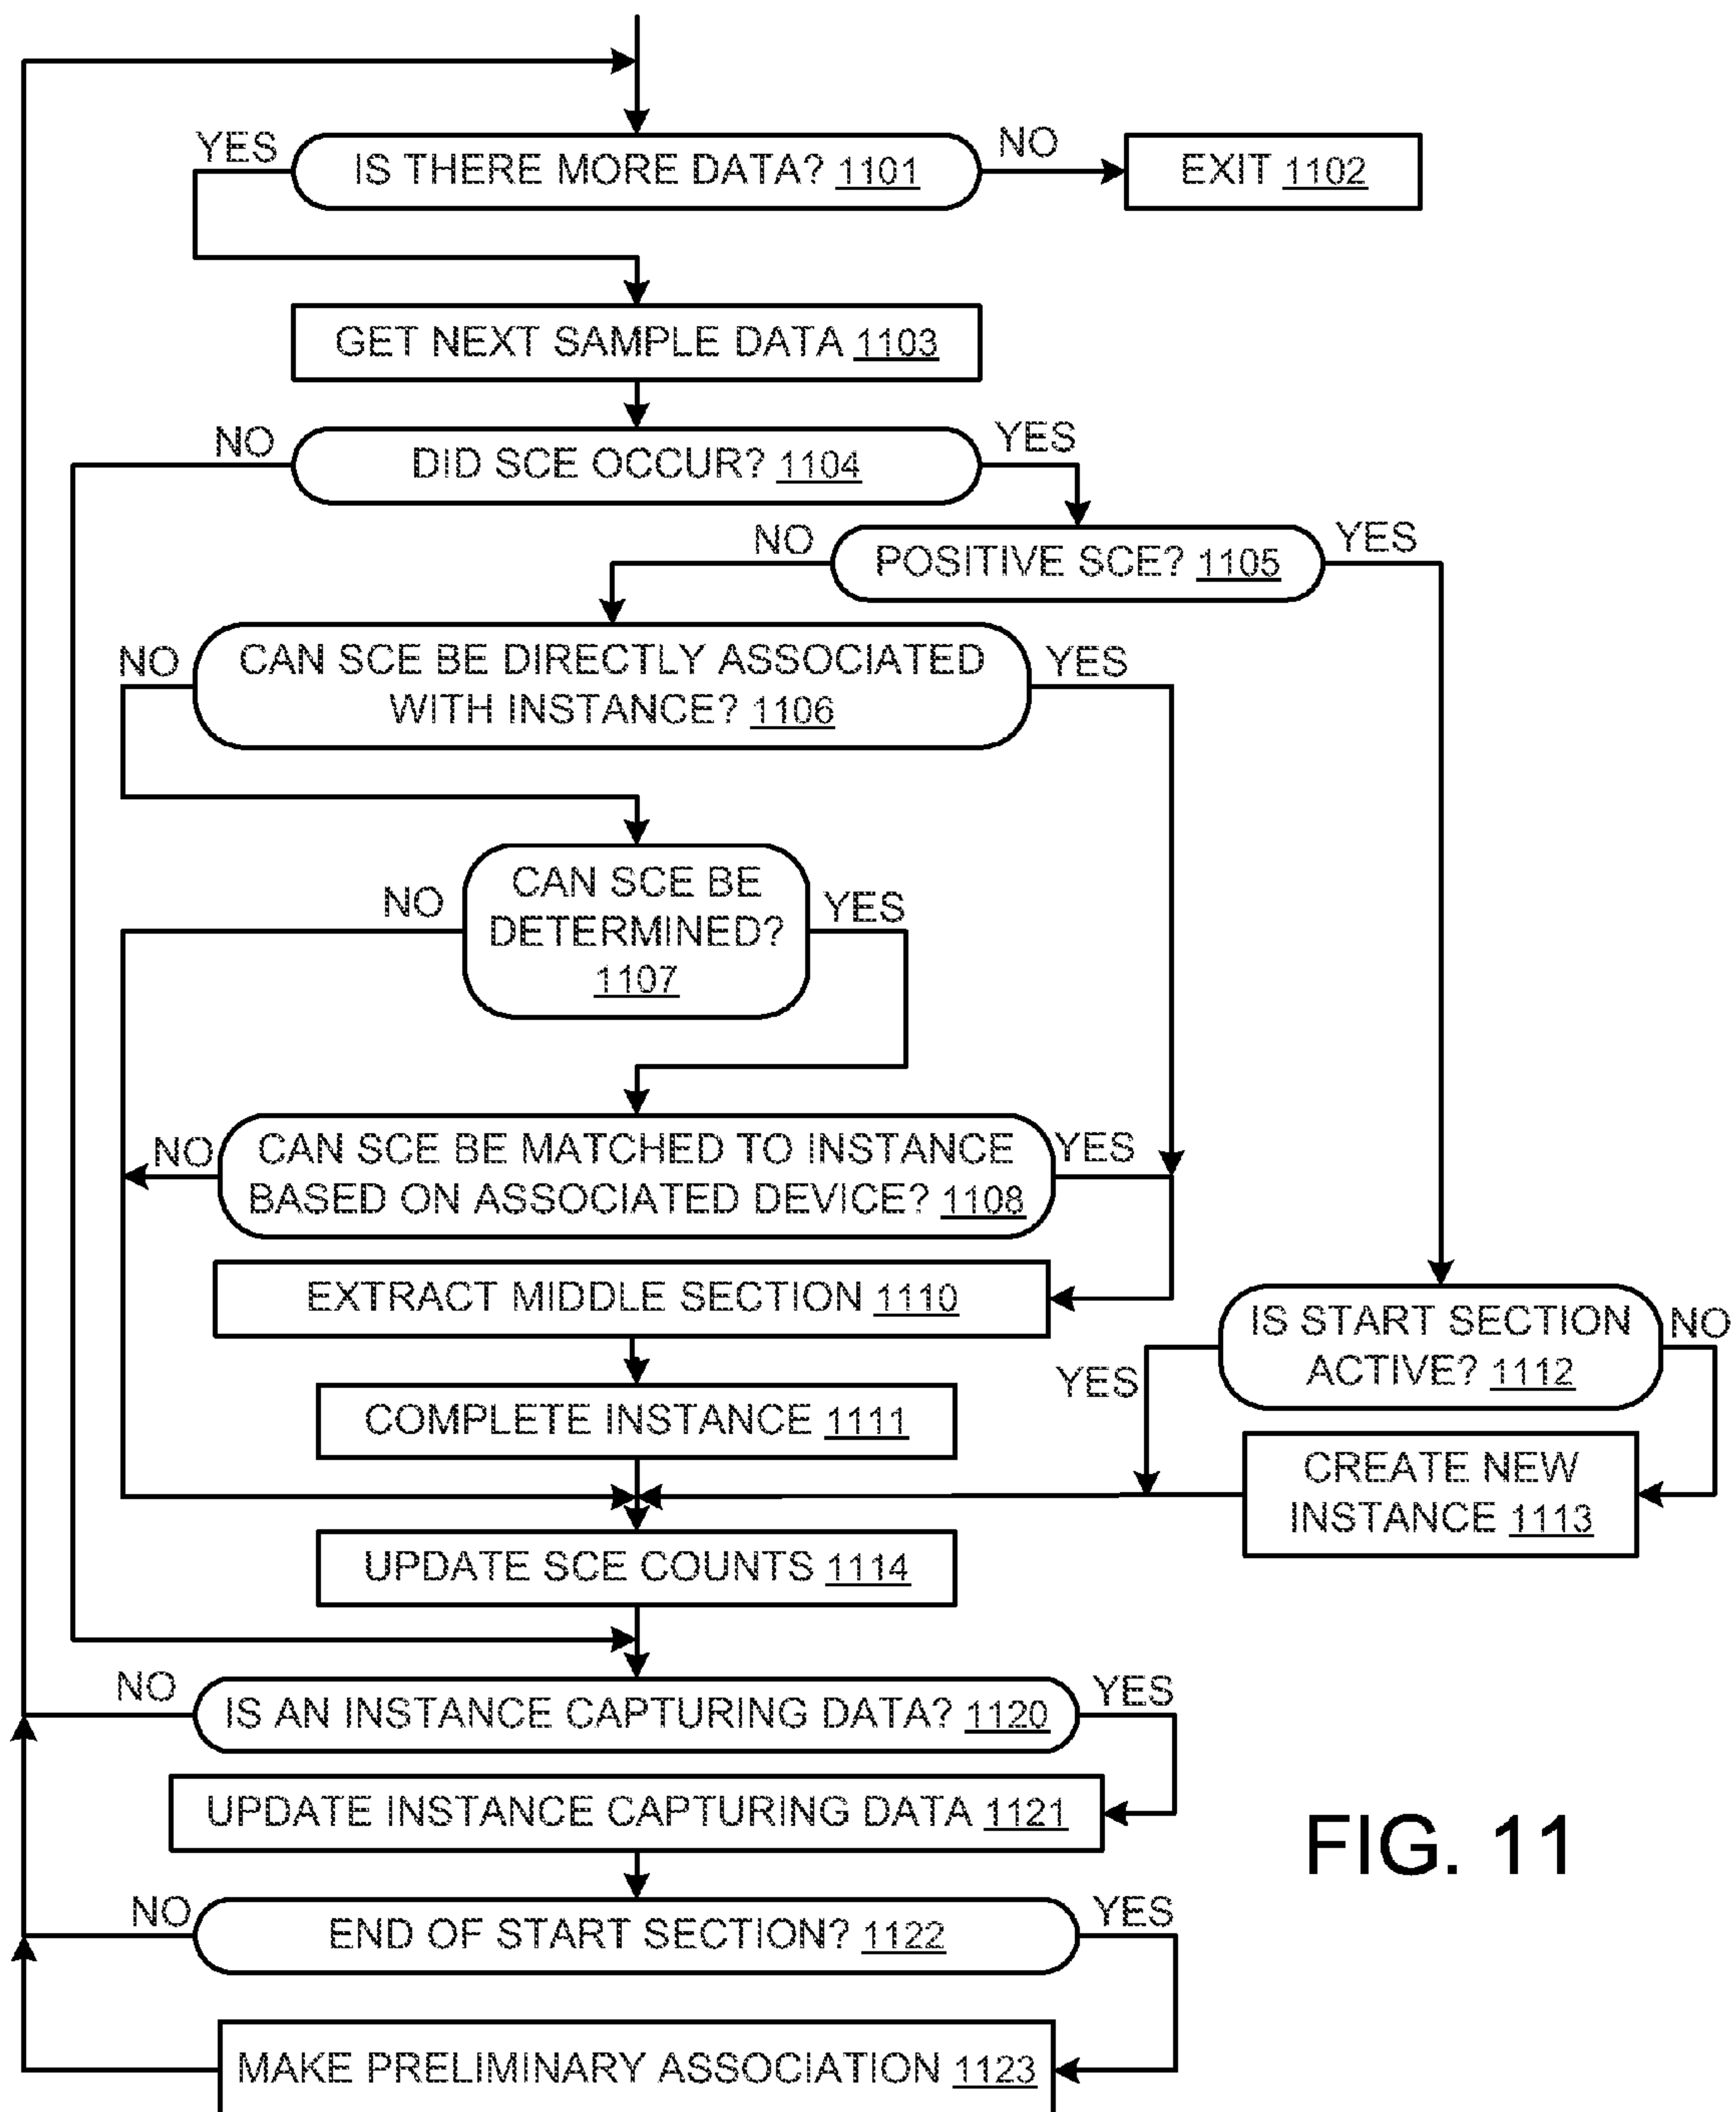 YES
IS THERE MORE DATA? 1101
NO
EXIT 1102
GET NEXT SAMPLE DATA 1103
NO
DID SCE OCCUR? 1104
YES
NO
POSITIVE SCE? 1105
YES
NO
CAN SCE BE DIRECTLY ASSOCIATED
WITH INSTANCE? 1106
YES
NO
CAN SCE BE
DETERMINED?
1107
YES
NO
CAN SCE BE MATCHED TO INSTANCE
BASED ON ASSOCIATED DEVICE? 1108
YES
EXTRACT MIDDLE SECTION 1110
IS START SECTION
ACTIVE? 1112
NO
YES
COMPLETE INSTANCE 1111
CREATE NEW
INSTANCE 1113
UPDATE SCE COUNTS 1114
NO
IS AN INSTANCE CAPTURING DATA? 1120
YES
UPDATE INSTANCE CAPTURING DATA 1121
FIG. 11
NO
END OF START SECTION? 1122
YES
MAKE PRELIMINARY ASSOCIATION 1123